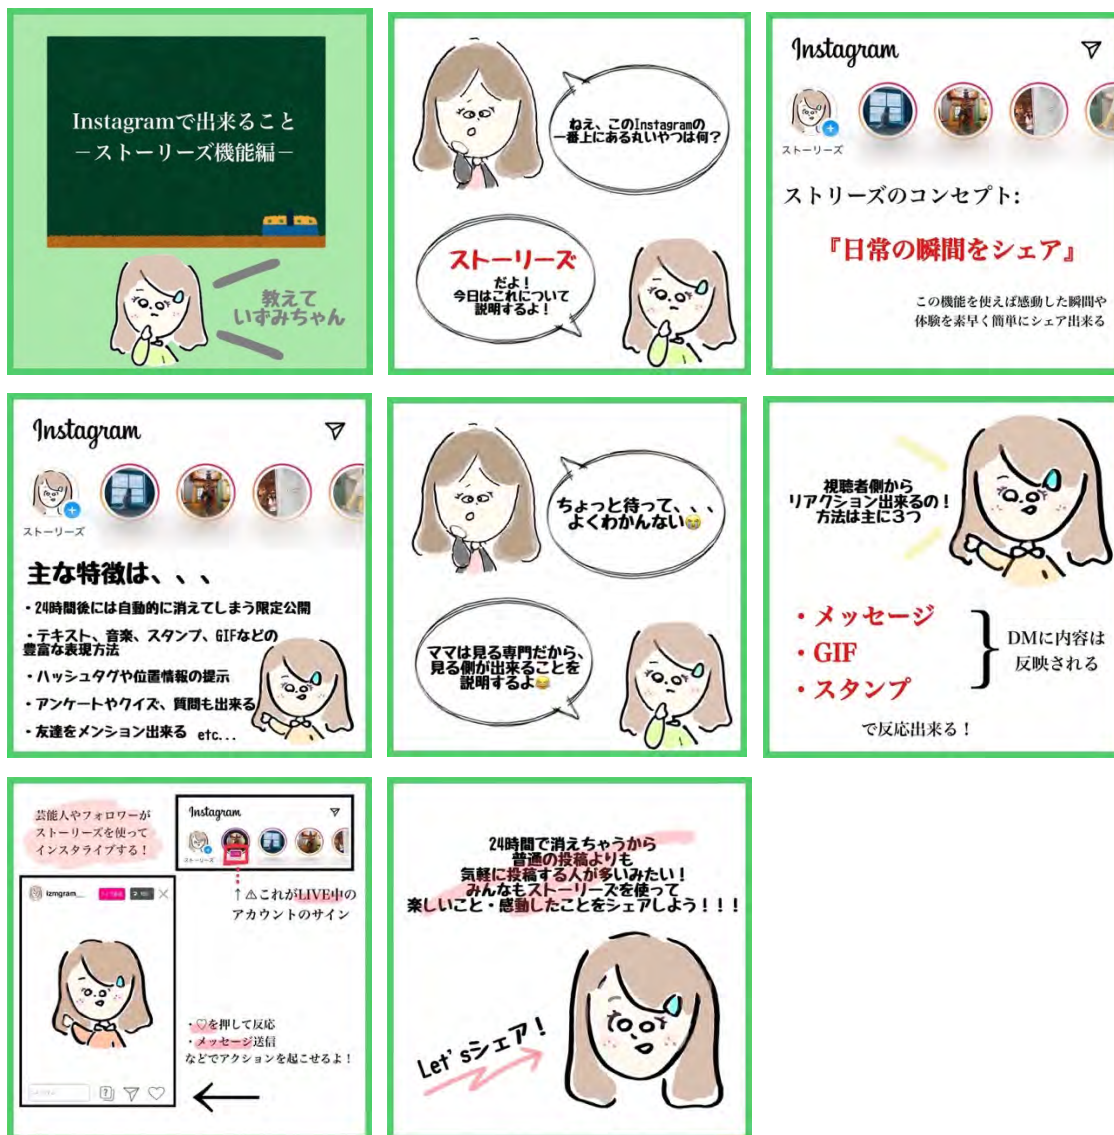 Instagramで出来ること
－ストーリーズ機能編－
教えて
いずみちゃん
ねえ、このInstagramの
一番上にある丸いやつは何？
ストーリーズ
だよ！
今日はこれについて
説明するよ！
Instagram
ストーリーズ
ストリーズのコンセプト:
『日常の瞬間をシェア』
この機能を使えば感動した瞬間や
体験を素早く簡単にシェア出来る
Instagram
ストーリーズ
主な特徴は、、、
・24時間後には自動的に消えてしまう限定公開
・テキスト、音楽、スタンプ、GIFなどの
豊富な表現方法
・ハッシュタグや位置情報の提示
・アンケートやクイズ、質問も出来る
・友達をメンション出来る etc...
ちょっと待って、、、
よくわかんない😭
ママは見る専門だから、
見る側が出来ることを
説明するよ😂
視聴者側から
リアクション出来るの！
方法は主に３つ
・メッセージ
・GIF
・スタンプ
DMに内容は
反映される
で反応出来る！
芸能人やフォロワーが
ストーリーズを使って
インスタライブする！
Instagram
ストーリーズ
↑⚠これがLIVE中の
アカウントのサイン
izmgram__
・♡を押して反応
・メッセージ送信
などでアクションを起こせるよ！
24時間で消えちゃうから
普通の投稿よりも
気軽に投稿する人が多いみたい！
みんなもストーリーズを使って
楽しいこと・感動したことをシェアしよう！！！
Let'sシェア！